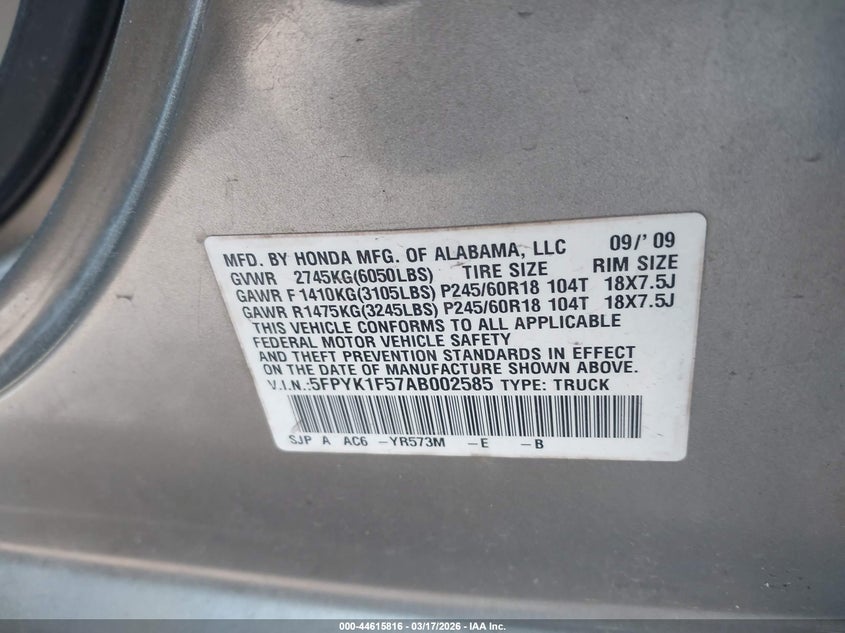 MFD. BY HONDA MFG. OF ALABAMA, LLC 09/'09
GVWR 2745KG(6050LBS) TIRE SIZE RIM SIZE
GAWR F 1410KG(3105LBS) P245/60R18 104T 18X7.5J
GAWR R1475KG(3245LBS) P245/60R18 104T 18X7.5J
THIS VEHICLE CONFORMS TO ALL APPLICABLE
FEDERAL MOTOR VEHICLE SAFETY
AND THEFT PREVENTION STANDARDS IN EFFECT
ON THE DATE OF MANUFACTURE SHOWN ABOVE.
V.I.N.:5FPYK1F57AB002585 TYPE: TRUCK
SJP A AC6 -YR573M -E -B
000-44615816 - 03/17/2026 - IAA Inc.